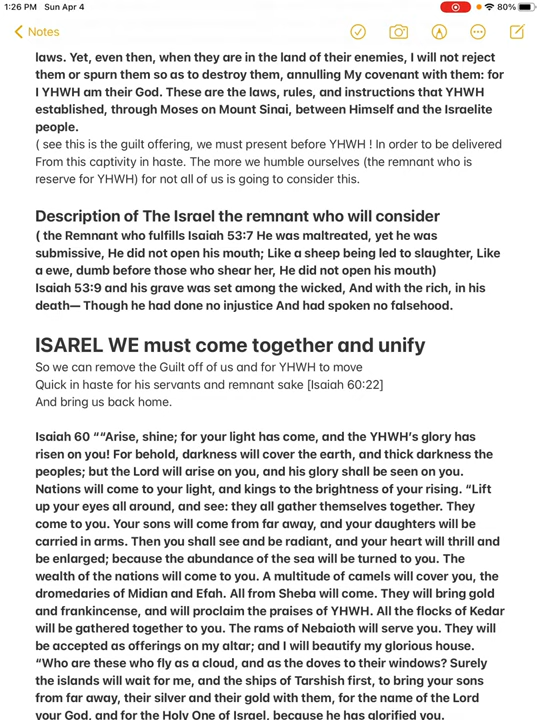 1:26 PM Sun Apr 4
80%
Notes
laws. Yet, even then, when they are in the land of their enemies, I will not reject
them or spurn them so as to destroy them, annulling My covenant with them: for
I YHWH am their God. These are the laws, rules, and instructions that YHWH
established, through Moses on Mount Sinai, between Himself and the Israelite
people.
( see this is the guilt offering, we must present before YHWH ! In order to be delivered
From this captivity in haste. The more we humble ourselves (the remnant who is
reserve for YHWH) for not all of us is going to consider this.
Description of The Israel the remnant who will consider
( the Remnant who fulfills Isaiah 53:7 He was maltreated, yet he was
submissive, He did not open his mouth; Like a sheep being led to slaughter, Like
a ewe, dumb before those who shear her, He did not open his mouth)
Isaiah 53:9 and his grave was set among the wicked, And with the rich, in his
death— Though he had done no injustice And had spoken no falsehood.
ISAREL WE must come together and unify
So we can remove the Guilt off of us and for YHWH to move
Quick in haste for his servants and remnant sake [Isaiah 60:22]
And bring us back home.
Isaiah 60 ““Arise, shine; for your light has come, and the YHWH’s glory has
risen on you! For behold, darkness will cover the earth, and thick darkness the
peoples; but the Lord will arise on you, and his glory shall be seen on you.
Nations will come to your light, and kings to the brightness of your rising. “Lift
up your eyes all around, and see: they all gather themselves together. They
come to you. Your sons will come from far away, and your daughters will be
carried in arms. Then you shall see and be radiant, and your heart will thrill and
be enlarged; because the abundance of the sea will be turned to you. The
wealth of the nations will come to you. A multitude of camels will cover you, the
dromedaries of Midian and Efah. All from Sheba will come. They will bring gold
and frankincense, and will proclaim the praises of YHWH. All the flocks of Kedar
will be gathered together to you. The rams of Nebaioth will serve you. They will
be accepted as offerings on my altar; and I will beautify my glorious house.
“Who are these who fly as a cloud, and as the doves to their windows? Surely
the islands will wait for me, and the ships of Tarshish first, to bring your sons
from far away, their silver and their gold with them, for the name of the Lord
your God, and for the Holy One of Israel, because he has glorified you.